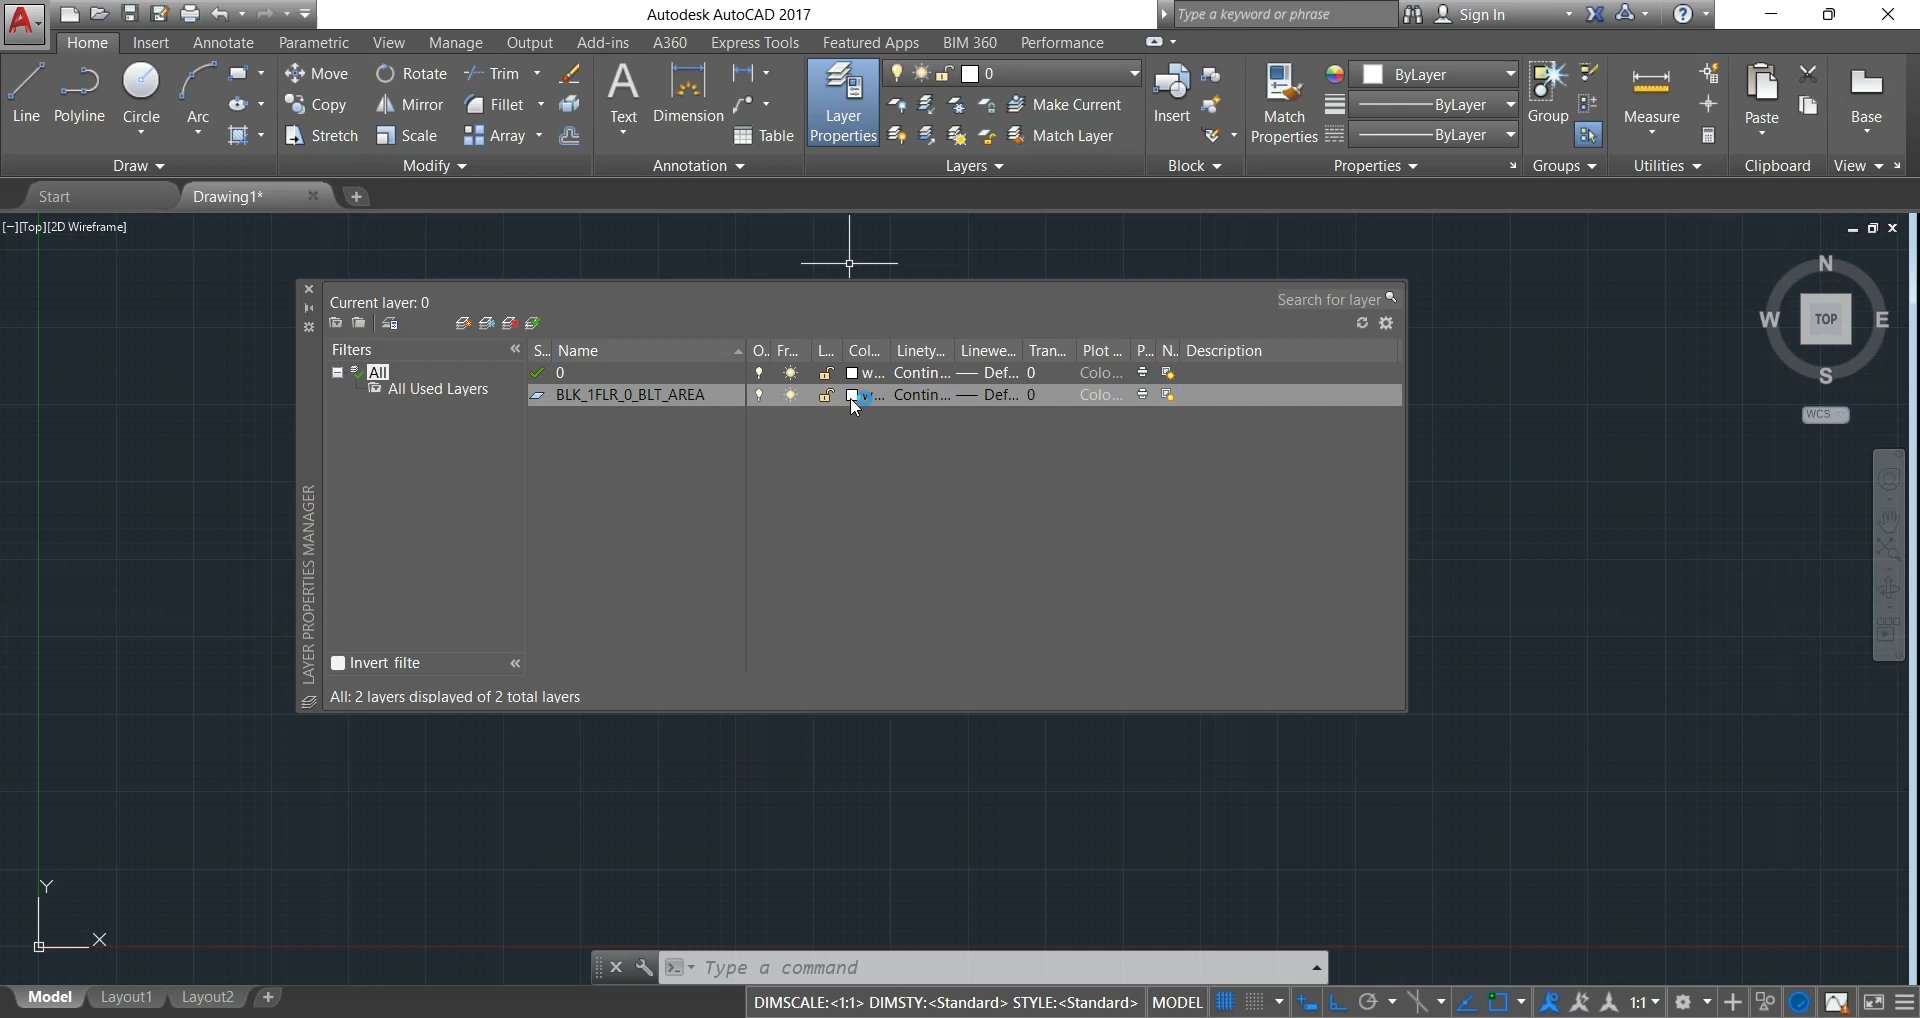 Autodesk AutoCAD 2017
Type a keyword or phrase
Sign In
Home Insert Annotate Parametric View Manage Output Add-ins A360 Express Tools Featured Apps BIM 360 Performance
Line Polyline Circle Arc
Move Rotate Trim
Copy Mirror Fillet
Stretch Scale Array
Text Dimension Table
Layer Properties
0
Make Current
Match Layer
Insert
Match Properties
ByLayer
ByLayer
ByLayer
Group
Measure
Paste
Base
Draw Modify Annotation Layers Block Properties Groups Utilities Clipboard View
Start Drawing1*
[−][Top][2D Wireframe]
N
W TOP E
S
WCS
Current layer: 0
Search for layer
Filters
S.. Name O.. Fr... L... Col... Linety... Linewe... Tran... Plot ... P... N.. Description
All
All Used Layers
0 w... Contin... Def... 0 Colo...
BLK_1FLR_0_BLT_AREA Contin... Def... 0 Colo...
LAYER PROPERTIES MANAGER
Invert filte
All: 2 layers displayed of 2 total layers
Y
X
Type a command
Model Layout1 Layout2
DIMSCALE:<1:1> DIMSTY:<Standard> STYLE:<Standard> MODEL 1:1